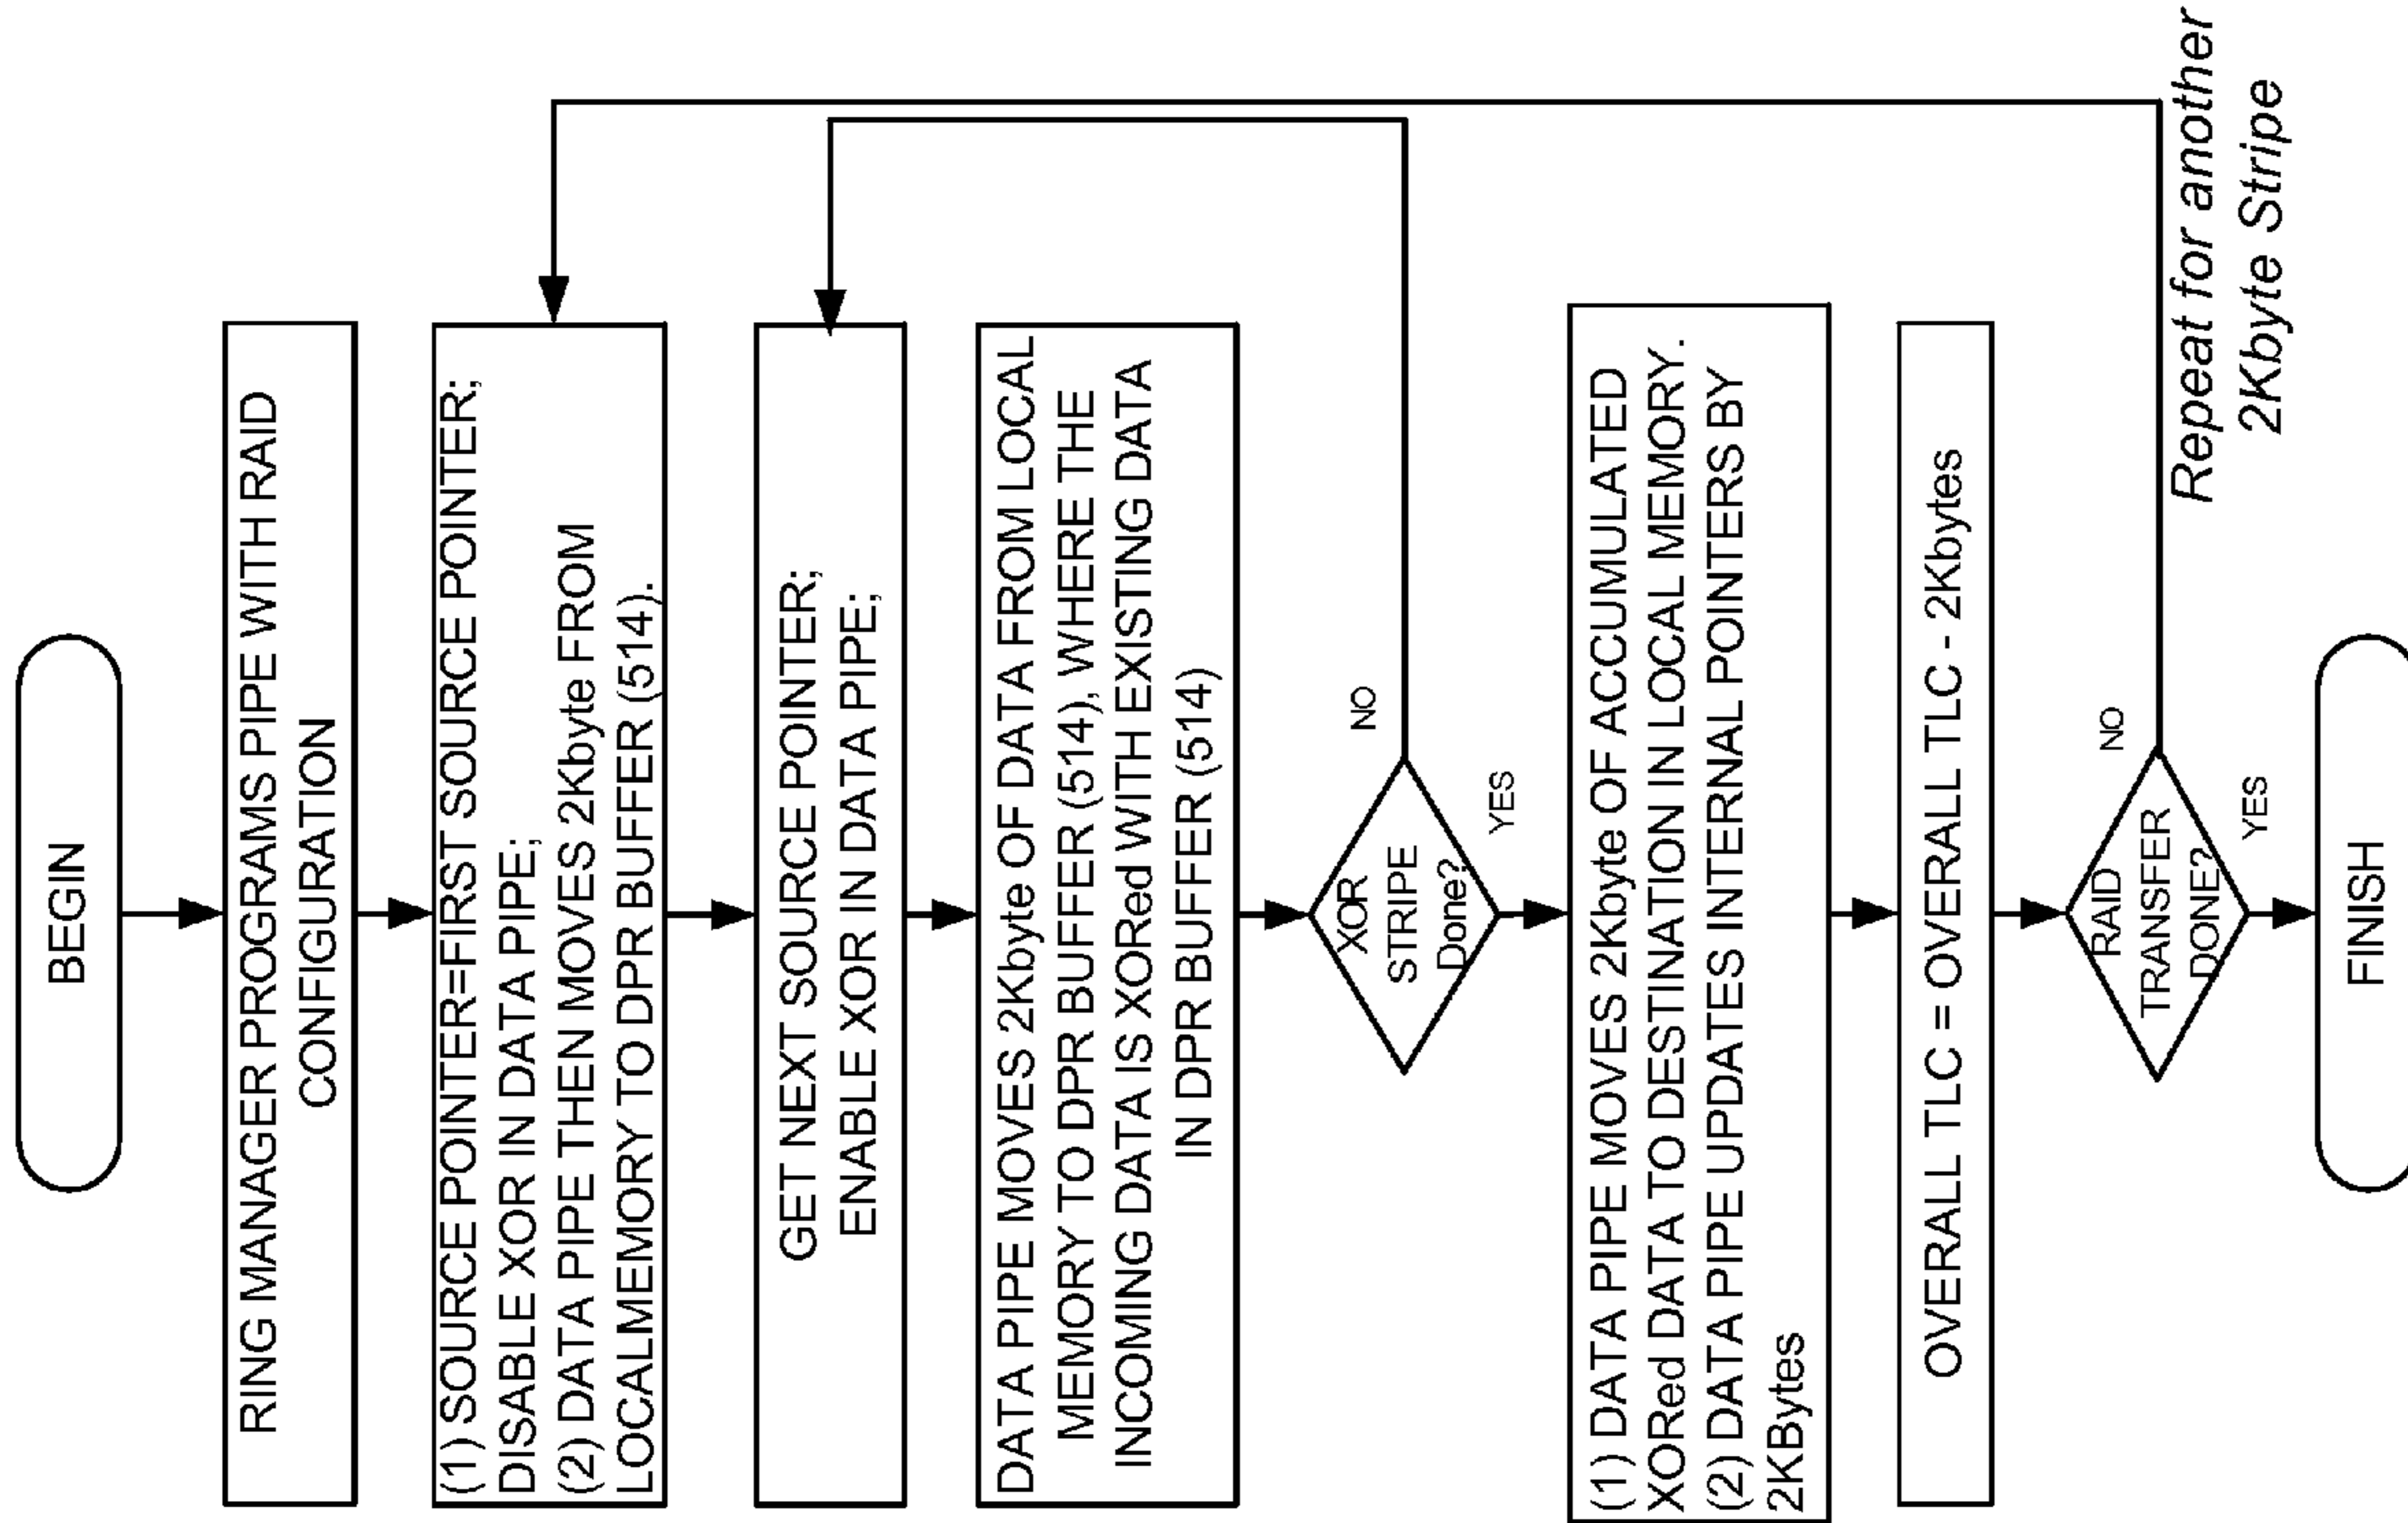 BEGIN
RING MANAGER PROGRAMS PIPE WITH RAID
CONFIGURATION
(1) SOURCE POINTER=FIRST SOURCE POINTER;
DISABLE XOR IN DATA PIPE;
(2) DATA PIPE THEN MOVES 2Kbyte FROM
LOCALMEMORY TO DPR BUFFER (514).
GET NEXT SOURCE POINTER;
ENABLE XOR IN DATA PIPE;
DATA PIPE MOVES 2Kbyte OF DATA FROM LOCAL
MEMORY TO DPR BUFFER (514), WHERE THE
INCOMING DATA IS XORed WITH EXISTING DATA
IN DPR BUFFER (514)
XOR
STRIPE
Done?
NO
YES
(1) DATA PIPE MOVES 2Kbyte OF ACCUMULATED
XORed DATA TO DESTINATION IN LOCAL MEMORY.
(2) DATA PIPE UPDATES INTERNAL POINTERS BY
2KBytes
OVERALL TLC = OVERALL TLC - 2Kbytes
RAID
TRANSFER
DONE?
NO
YES
Repeat for another
2Kbyte Stripe
FINISH